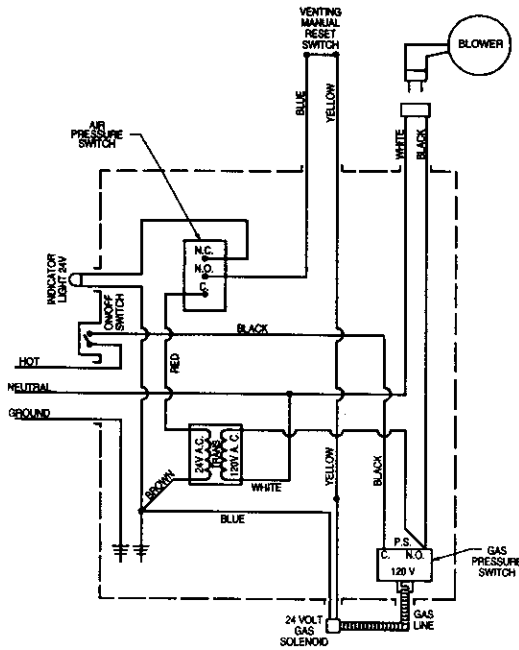 VENTING
MANUAL
RESET
SWITCH
BLOWER
BLUE
YELLOW
AIR
PRESSURE
SWITCH
WHITE
BLACK
N.C.
N.O.
C.
INDICATOR
LIGHT 24V
ON/OFF
SWITCH
BLACK
HOT
RED
NEUTRAL
GROUND
24V A.C.
TRANS
120V A.C.
BROWN
WHITE
YELLOW
BLACK
BLUE
P.S.
C. N.O.
120 V
GAS
PRESSURE
SWITCH
24 VOLT
GAS
SOLENOID
GAS
LINE